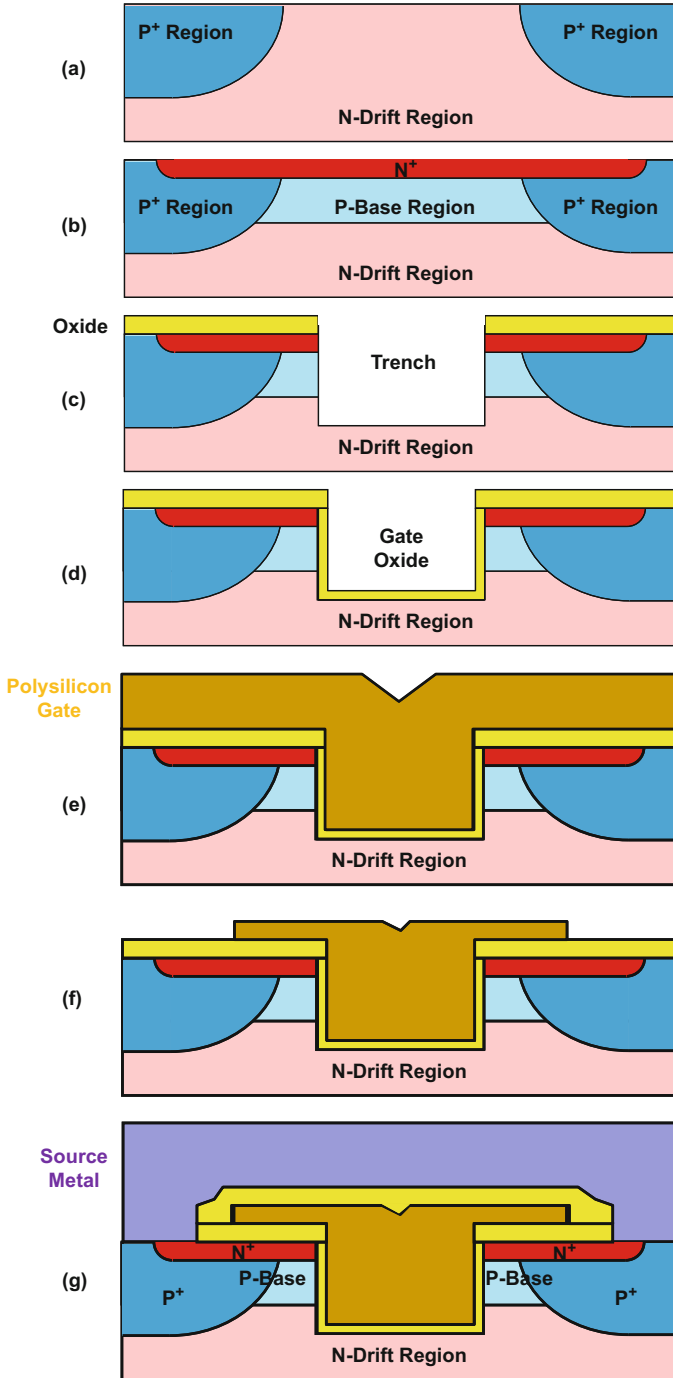 P⁺ Region
P⁺ Region
(a)
N-Drift Region
N⁺
P⁺ Region
P-Base Region
P⁺ Region
(b)
N-Drift Region
Oxide
Trench
(c)
N-Drift Region
Gate
Oxide
(d)
N-Drift Region
Polysilicon
Gate
(e)
N-Drift Region
(f)
N-Drift Region
Source
Metal
N⁺
N⁺
P-Base
P-Base
(g)
P⁺
P⁺
N-Drift Region